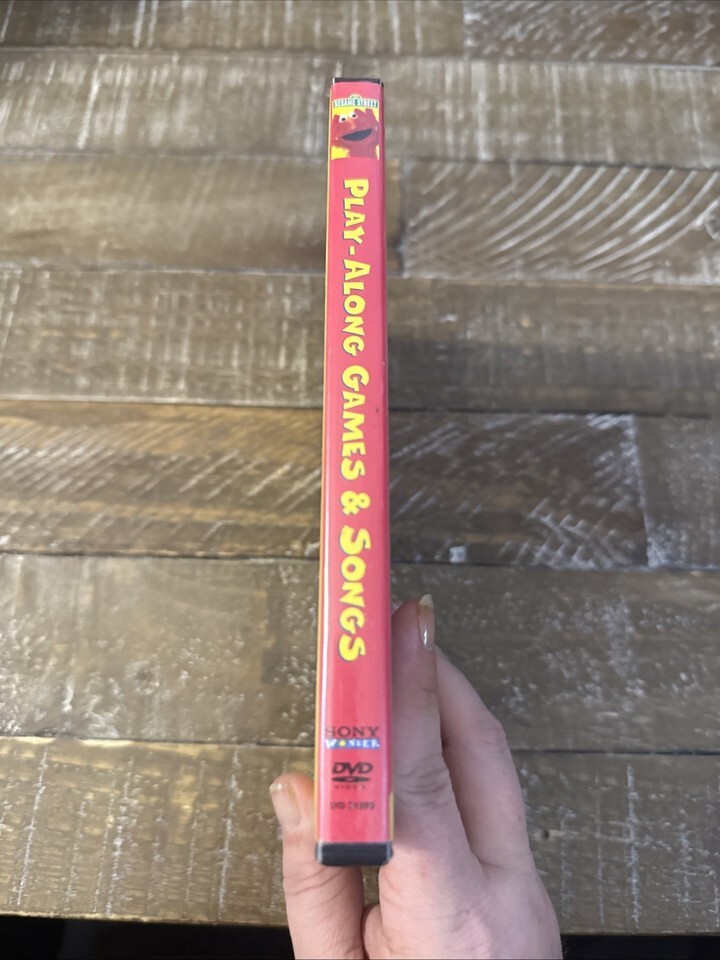 SESAME STREET
PLAY-ALONG GAMES & SONGS
SONY
WONDER
DVD
VIDEO